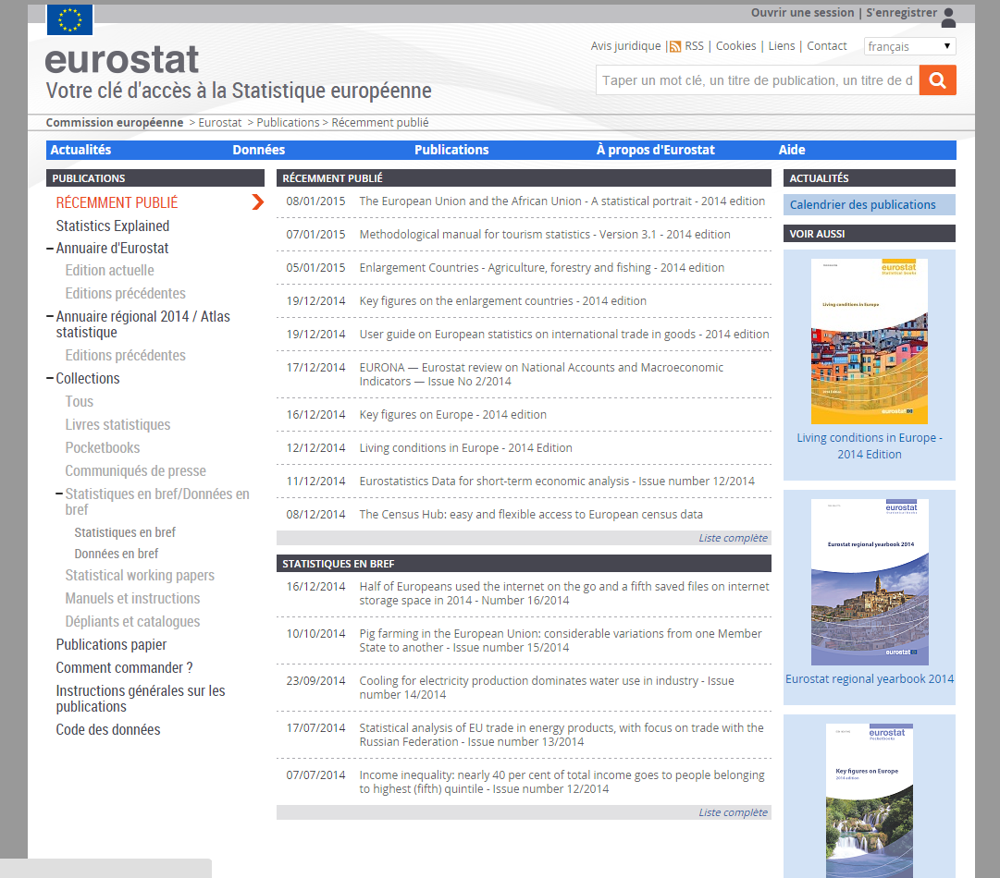 Ouvrir une session | S'enregistrer
eurostat
Votre clé d'accès à la Statistique européenne
Avis juridique | RSS | Cookies | Liens | Contact
français
Taper un mot clé, un titre de publication, un titre de d
Commission européenne > Eurostat > Publications > Récemment publié
Actualités Données Publications À propos d'Eurostat Aide
PUBLICATIONS
RÉCEMMENT PUBLIÉ
Statistics Explained
Annuaire d'Eurostat
Edition actuelle
Editions précédentes
Annuaire régional 2014 / Atlas
statistique
Editions précédentes
Collections
Tous
Livres statistiques
Pocketbooks
Communiqués de presse
Statistiques en bref/Données en
bref
Statistiques en bref
Données en bref
Statistical working papers
Manuels et instructions
Dépliants et catalogues
Publications papier
Comment commander ?
Instructions générales sur les
publications
Code des données
RÉCEMMENT PUBLIÉ
08/01/2015 The European Union and the African Union - A statistical portrait - 2014 edition
07/01/2015 Methodological manual for tourism statistics - Version 3.1 - 2014 edition
05/01/2015 Enlargement Countries - Agriculture, forestry and fishing - 2014 edition
19/12/2014 Key figures on the enlargement countries - 2014 edition
19/12/2014 User guide on European statistics on international trade in goods - 2014 edition
17/12/2014 EURONA — Eurostat review on National Accounts and Macroeconomic
Indicators — Issue No 2/2014
16/12/2014 Key figures on Europe - 2014 edition
12/12/2014 Living conditions in Europe - 2014 Edition
11/12/2014 Eurostatistics Data for short-term economic analysis - Issue number 12/2014
08/12/2014 The Census Hub: easy and flexible access to European census data
Liste complète
STATISTIQUES EN BREF
16/12/2014 Half of Europeans used the internet on the go and a fifth saved files on internet
storage space in 2014 - Number 16/2014
10/10/2014 Pig farming in the European Union: considerable variations from one Member
State to another - Issue number 15/2014
23/09/2014 Cooling for electricity production dominates water use in industry - Issue
number 14/2014
17/07/2014 Statistical analysis of EU trade in energy products, with focus on trade with the
Russian Federation - Issue number 13/2014
07/07/2014 Income inequality: nearly 40 per cent of total income goes to people belonging
to highest (fifth) quintile - Issue number 12/2014
Liste complète
ACTUALITÉS
Calendrier des publications
VOIR AUSSI
eurostat
Statistical books
Living conditions in Europe
2014 Edition
eurostat
Living conditions in Europe -
2014 Edition
eurostat
Statistical books
Eurostat regional yearbook 2014
eurostat
Eurostat regional yearbook 2014
eurostat
Pocketbooks
Key figures on Europe
2014 edition